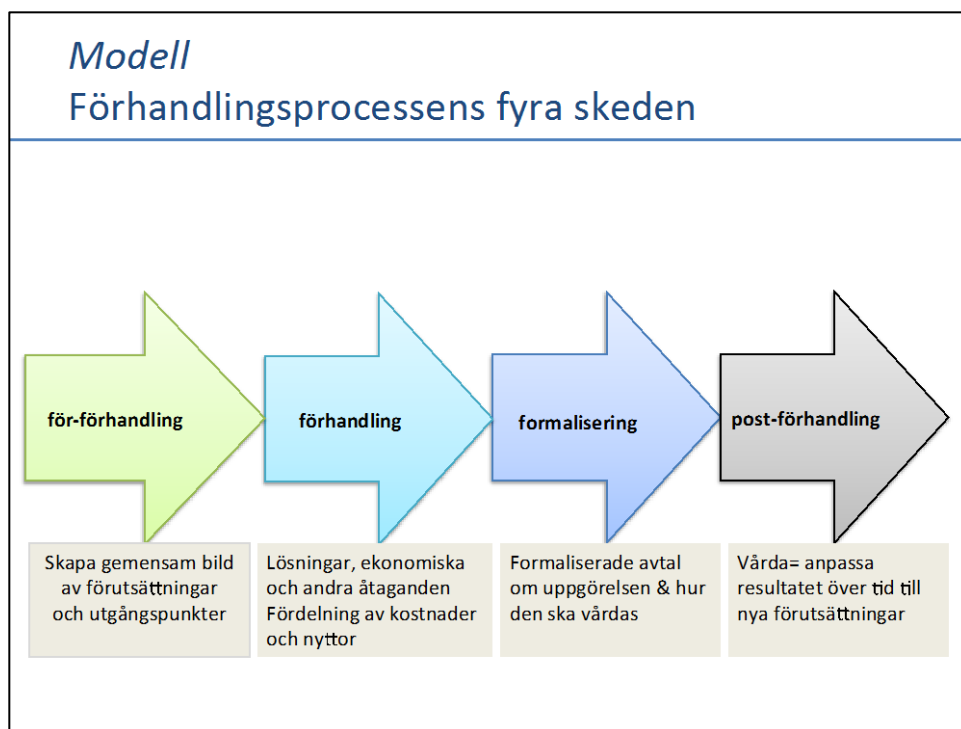 Modell
Förhandlingsprocessens fyra skeden
för-förhandling
förhandling
formalisering
post-förhandling
Skapa gemensam bild
av förutsättningar
och utgångspunkter
Lösningar, ekonomiska
och andra åtaganden
Fördelning av kostnader
och nyttor
Formaliserade avtal
om uppgörelsen & hur
den ska vårdas
Vårda= anpassa
resultatet över tid till
nya förutsättningar